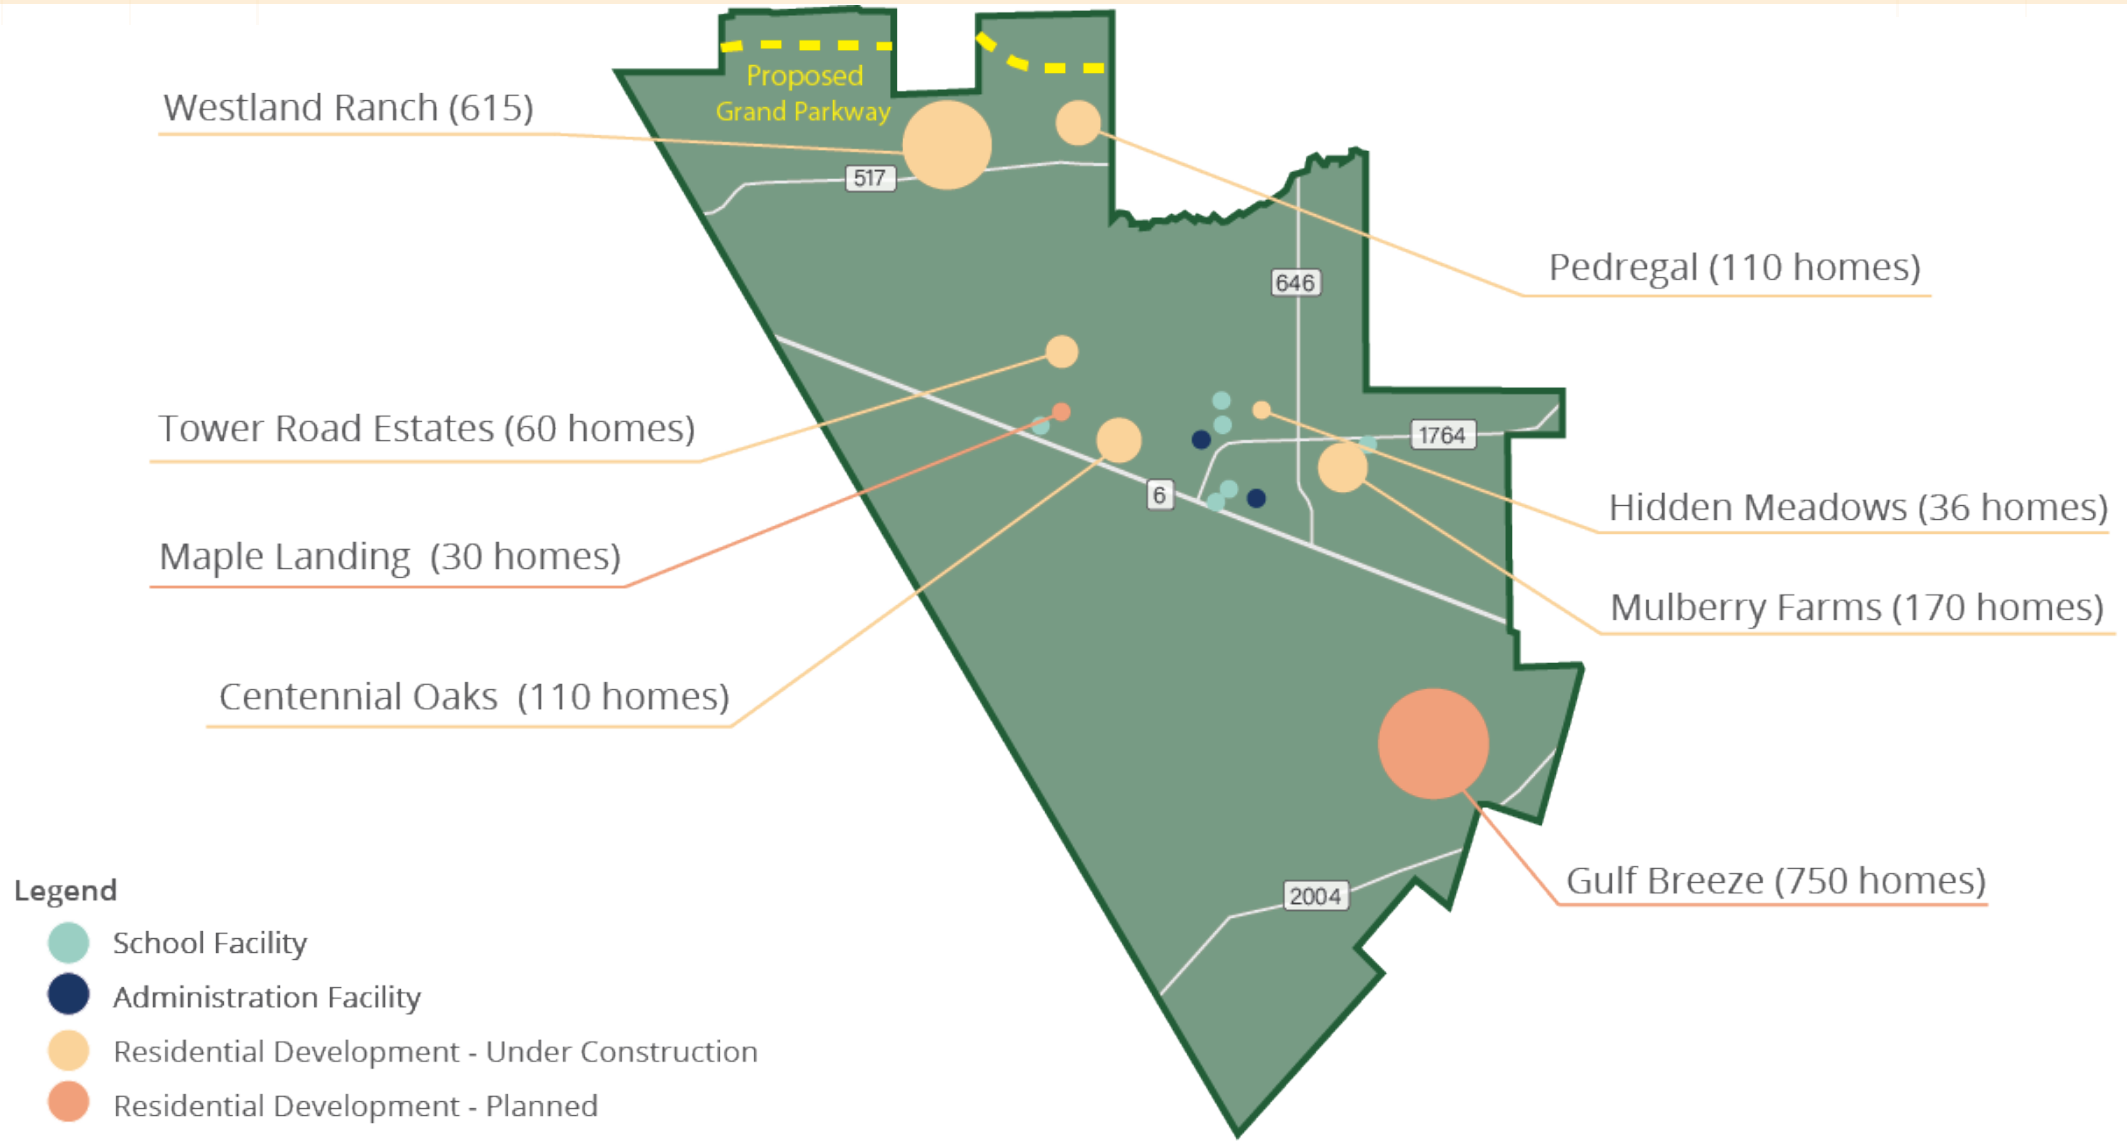 Proposed
Grand Parkway
Westland Ranch (615)
517
Pedregal (110 homes)
646
Tower Road Estates (60 homes)
1764
6
Hidden Meadows (36 homes)
Maple Landing  (30 homes)
Mulberry Farms (170 homes)
Centennial Oaks  (110 homes)
Gulf Breeze (750 homes)
2004
Legend
School Facility
Administration Facility
Residential Development - Under Construction
Residential Development - Planned